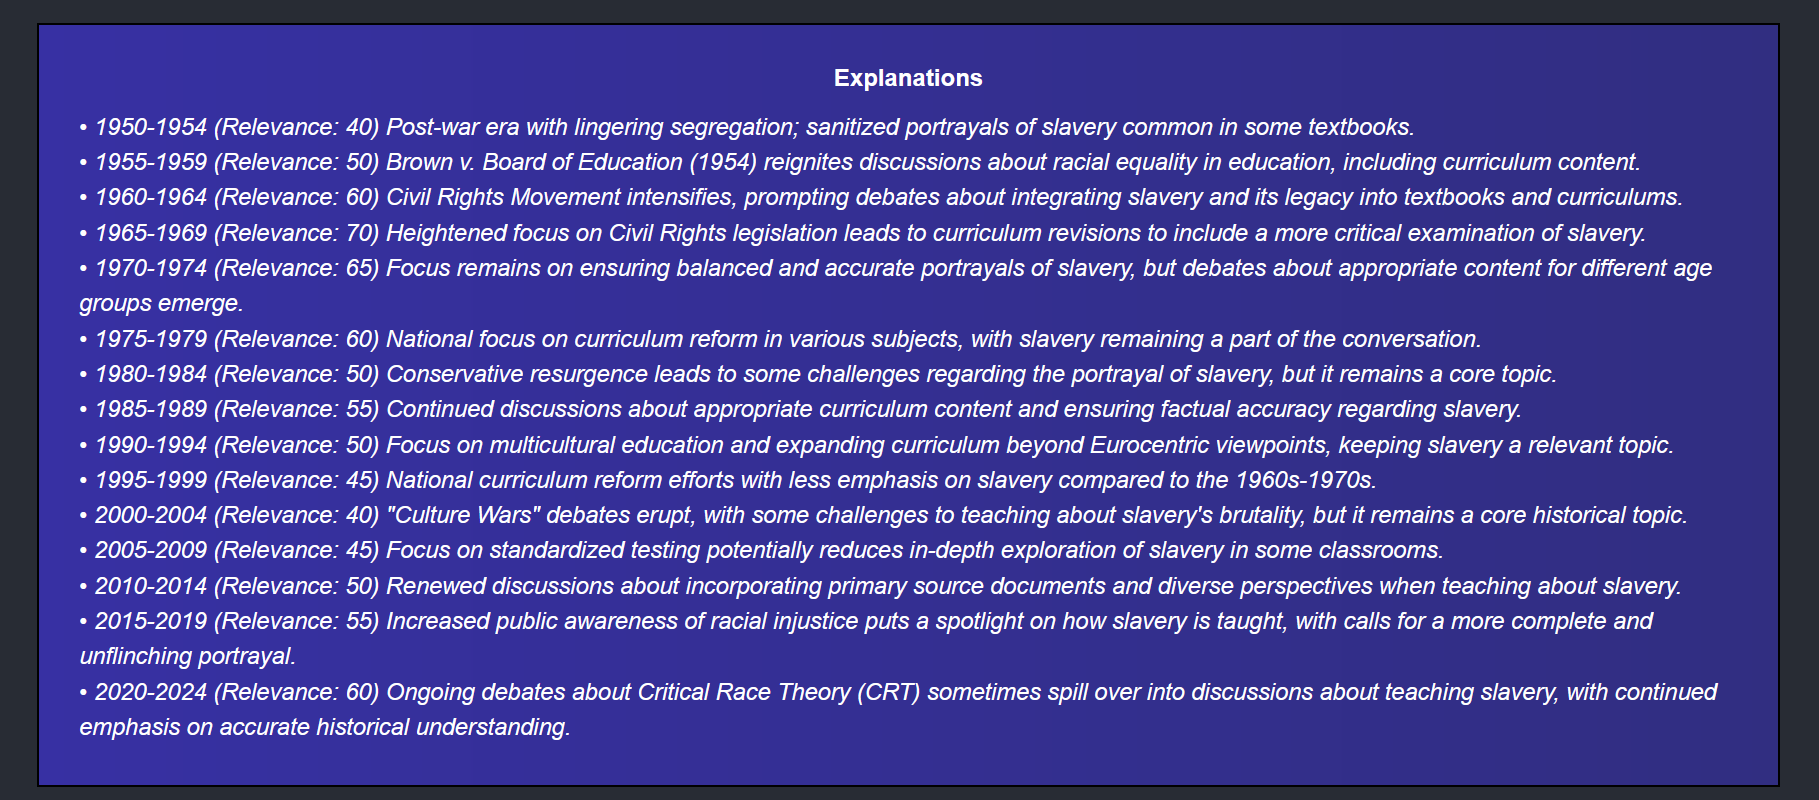 Explanations
• 1950-1954 (Relevance: 40) Post-war era with lingering segregation; sanitized portrayals of slavery common in some textbooks.
• 1955-1959 (Relevance: 50) Brown v. Board of Education (1954) reignites discussions about racial equality in education, including curriculum content.
• 1960-1964 (Relevance: 60) Civil Rights Movement intensifies, prompting debates about integrating slavery and its legacy into textbooks and curriculums.
• 1965-1969 (Relevance: 70) Heightened focus on Civil Rights legislation leads to curriculum revisions to include a more critical examination of slavery.
• 1970-1974 (Relevance: 65) Focus remains on ensuring balanced and accurate portrayals of slavery, but debates about appropriate content for different age
groups emerge.
• 1975-1979 (Relevance: 60) National focus on curriculum reform in various subjects, with slavery remaining a part of the conversation.
• 1980-1984 (Relevance: 50) Conservative resurgence leads to some challenges regarding the portrayal of slavery, but it remains a core topic.
• 1985-1989 (Relevance: 55) Continued discussions about appropriate curriculum content and ensuring factual accuracy regarding slavery.
• 1990-1994 (Relevance: 50) Focus on multicultural education and expanding curriculum beyond Eurocentric viewpoints, keeping slavery a relevant topic.
• 1995-1999 (Relevance: 45) National curriculum reform efforts with less emphasis on slavery compared to the 1960s-1970s.
• 2000-2004 (Relevance: 40) "Culture Wars" debates erupt, with some challenges to teaching about slavery's brutality, but it remains a core historical topic.
• 2005-2009 (Relevance: 45) Focus on standardized testing potentially reduces in-depth exploration of slavery in some classrooms.
• 2010-2014 (Relevance: 50) Renewed discussions about incorporating primary source documents and diverse perspectives when teaching about slavery.
• 2015-2019 (Relevance: 55) Increased public awareness of racial injustice puts a spotlight on how slavery is taught, with calls for a more complete and
unflinching portrayal.
• 2020-2024 (Relevance: 60) Ongoing debates about Critical Race Theory (CRT) sometimes spill over into discussions about teaching slavery, with continued
emphasis on accurate historical understanding.